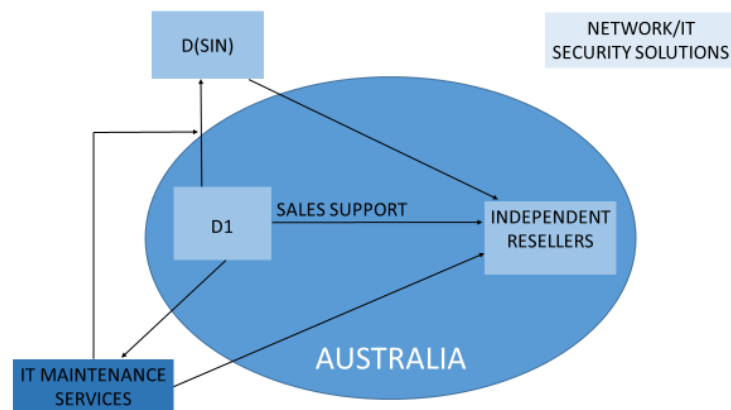 D(SIN)
NETWORK/IT
SECURITY SOLUTIONS
D1
SALES SUPPORT
INDEPENDENT
RESELLERS
AUSTRALIA
IT MAINTENANCE
SERVICES